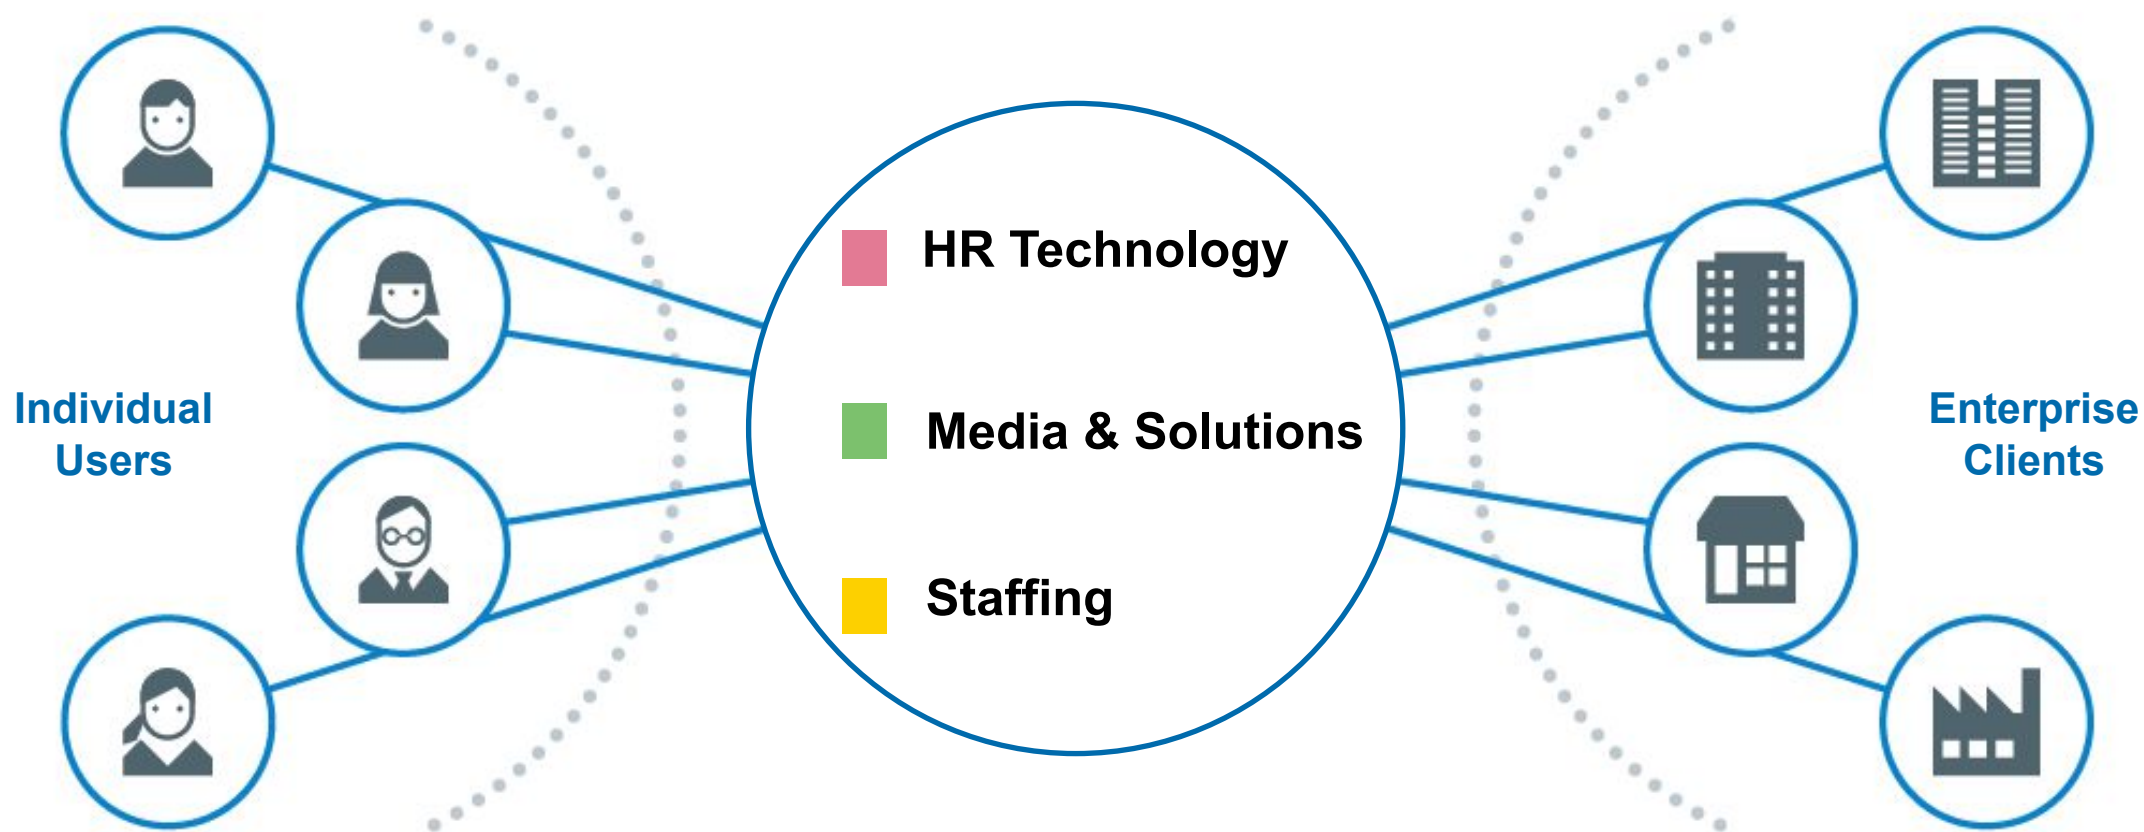 Individual
Users
HR Technology
Media & Solutions
Staffing
Enterprise
Clients